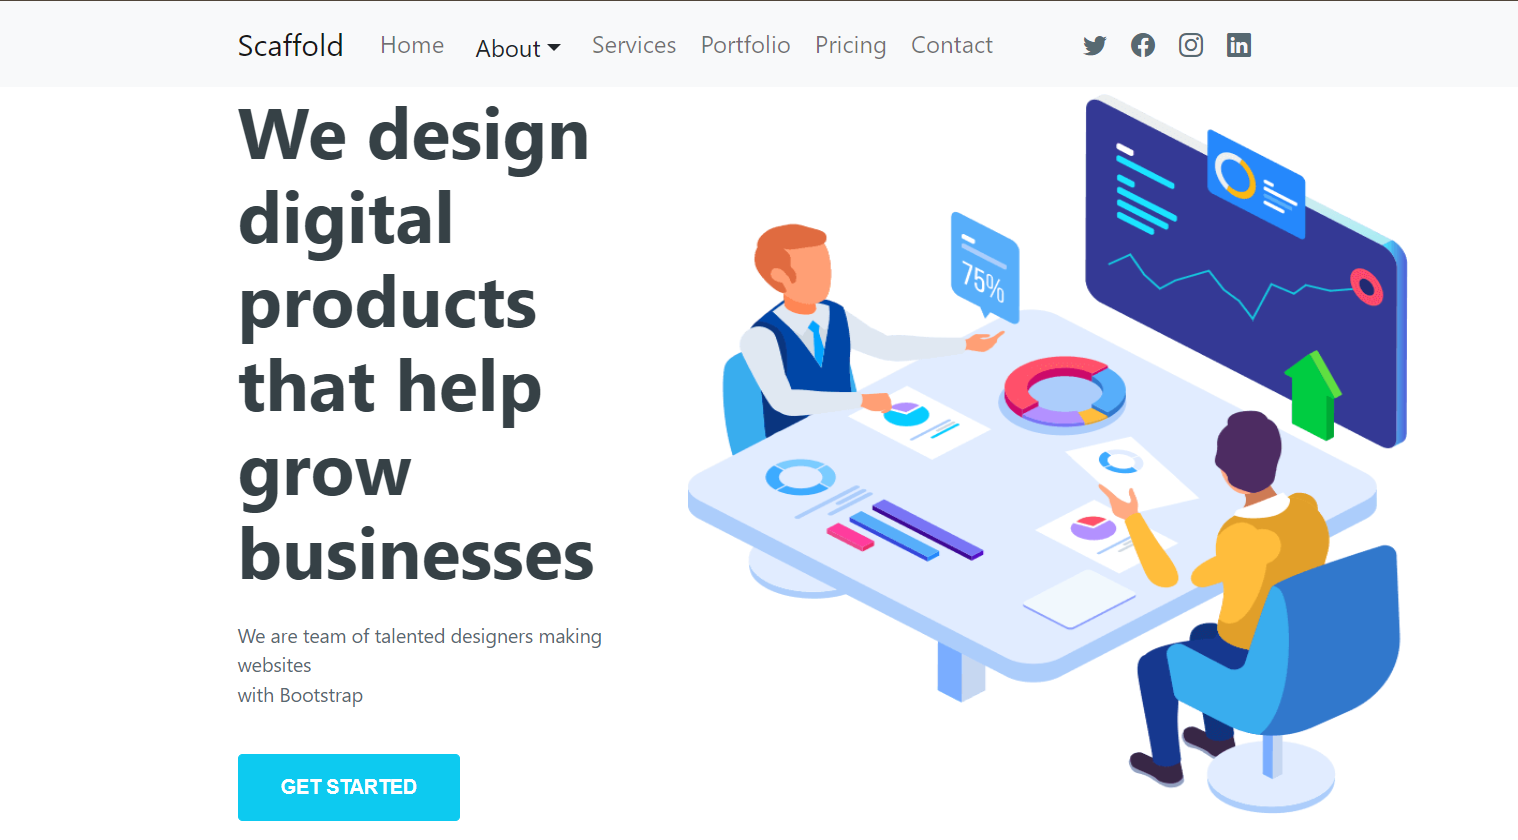 Scaffold Home About Services Portfolio Pricing Contact
We design
digital
products
that help
grow
businesses
75%
We are team of talented designers making
websites
with Bootstrap
GET STARTED